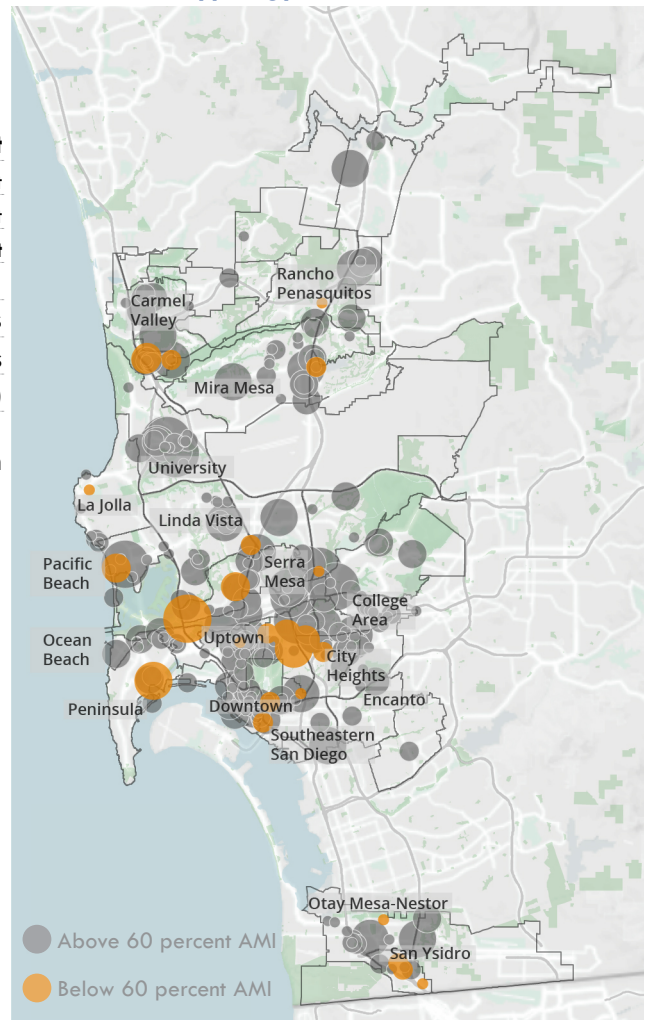 Rancho
Penasquitos
Carmel
Valley
Mira Mesa
University
La Jolla
Linda Vista
Pacific
Beach
Serra
Mesa
College
Area
Ocean
Beach
Uptown
City
Heights
Encanto
Peninsula
Downtown
Southeastern
San Diego
Otay Mesa-Nestor
San Ysidro
Above 60 percent AMI
Below 60 percent AMI